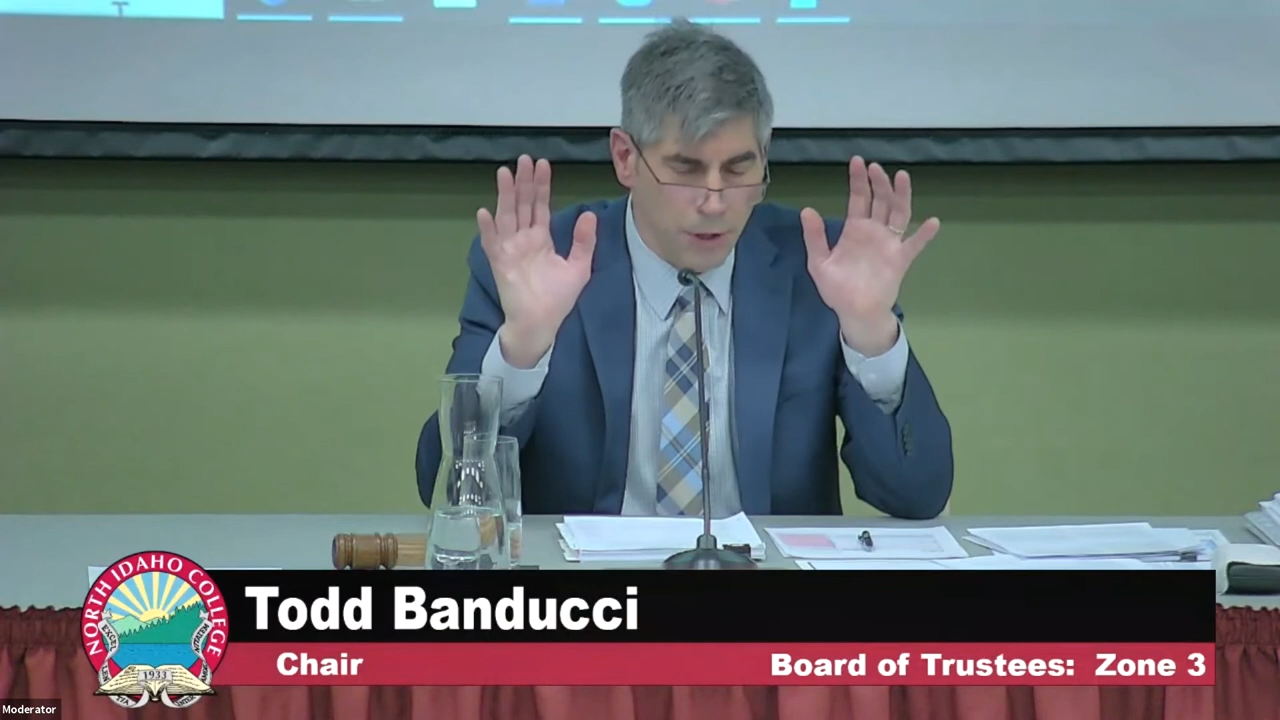 T
NORTH IDAHO COLLEGE
1933
Todd Banducci
Chair
Board of Trustees: Zone 3
Moderator